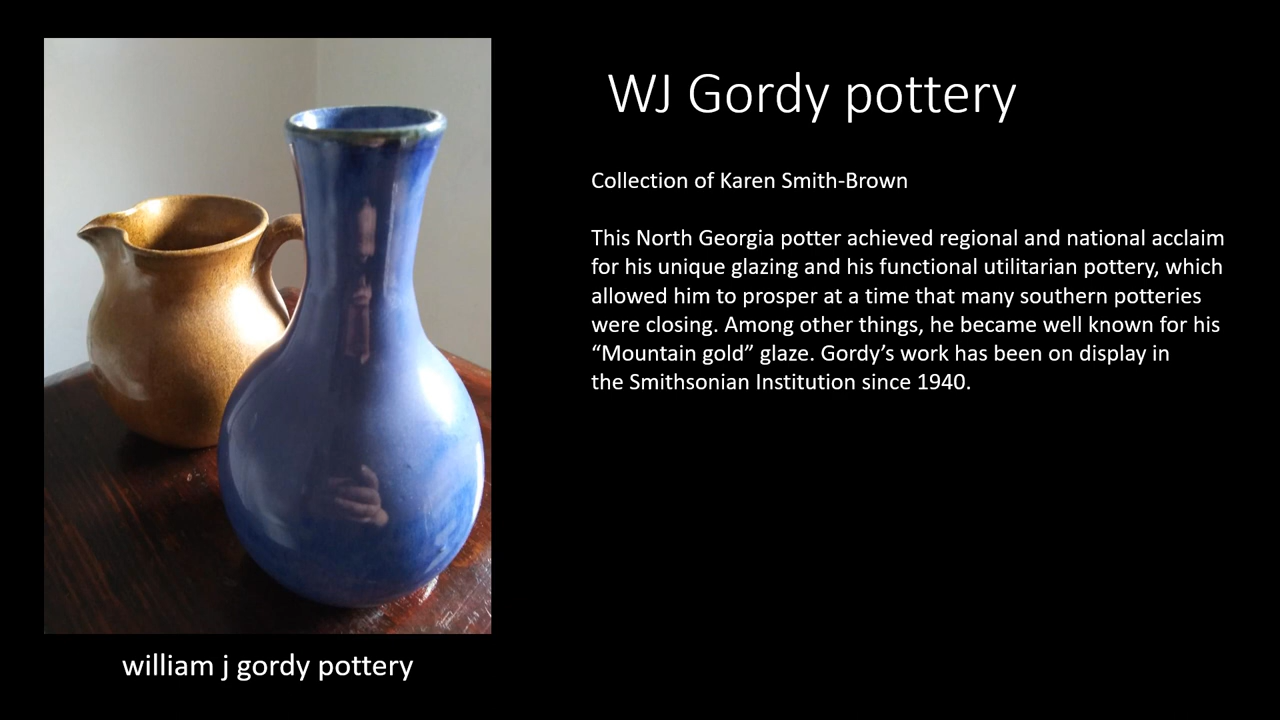 WJ Gordy pottery
Collection of Karen Smith-Brown
This North Georgia potter achieved regional and national acclaim
for his unique glazing and his functional utilitarian pottery, which
allowed him to prosper at a time that many southern potteries
were closing. Among other things, he became well known for his
“Mountain gold” glaze. Gordy’s work has been on display in
the Smithsonian Institution since 1940.
william j gordy pottery